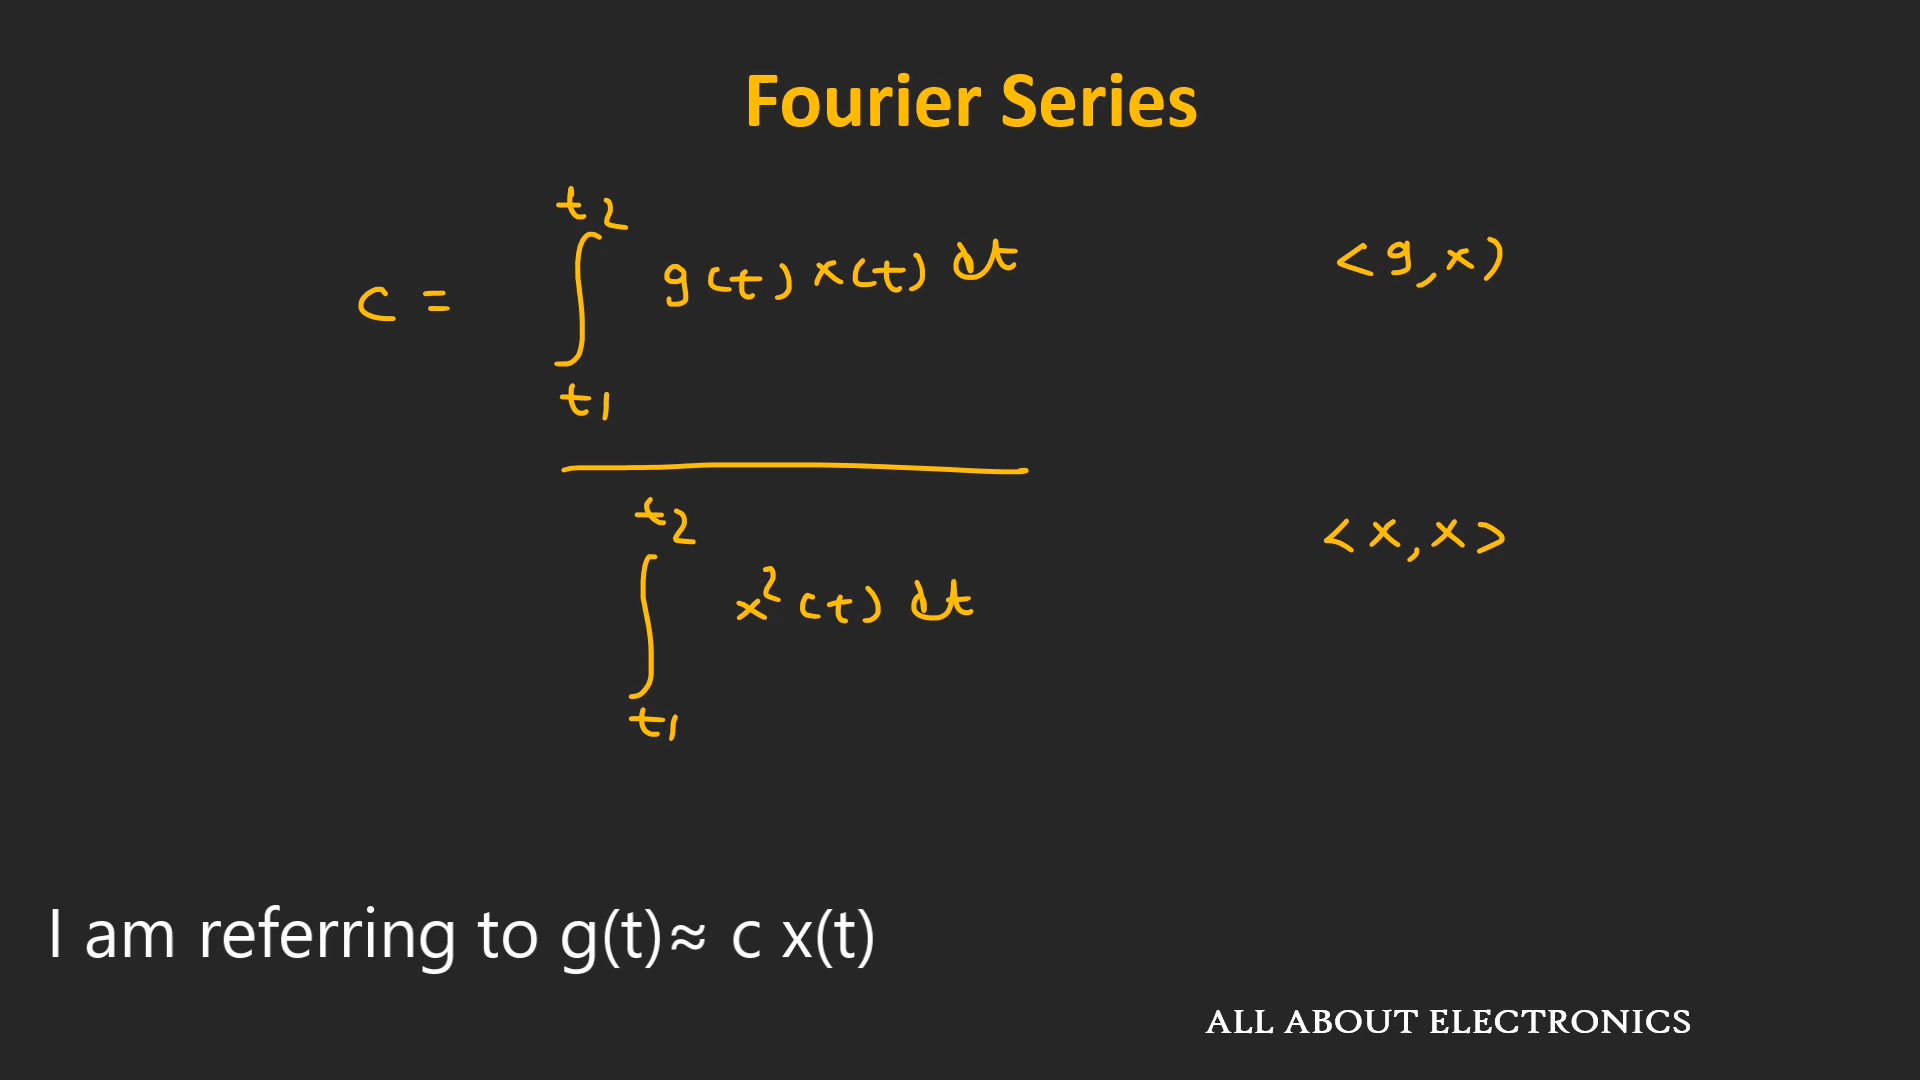 Fourier Series
c = ∫ t1 t2 g(t) x(t) dt <g,x)
∫ t1 t2 x²(t) dt <x,x>
I am referring to g(t)≈ c x(t)
ALL ABOUT ELECTRONICS